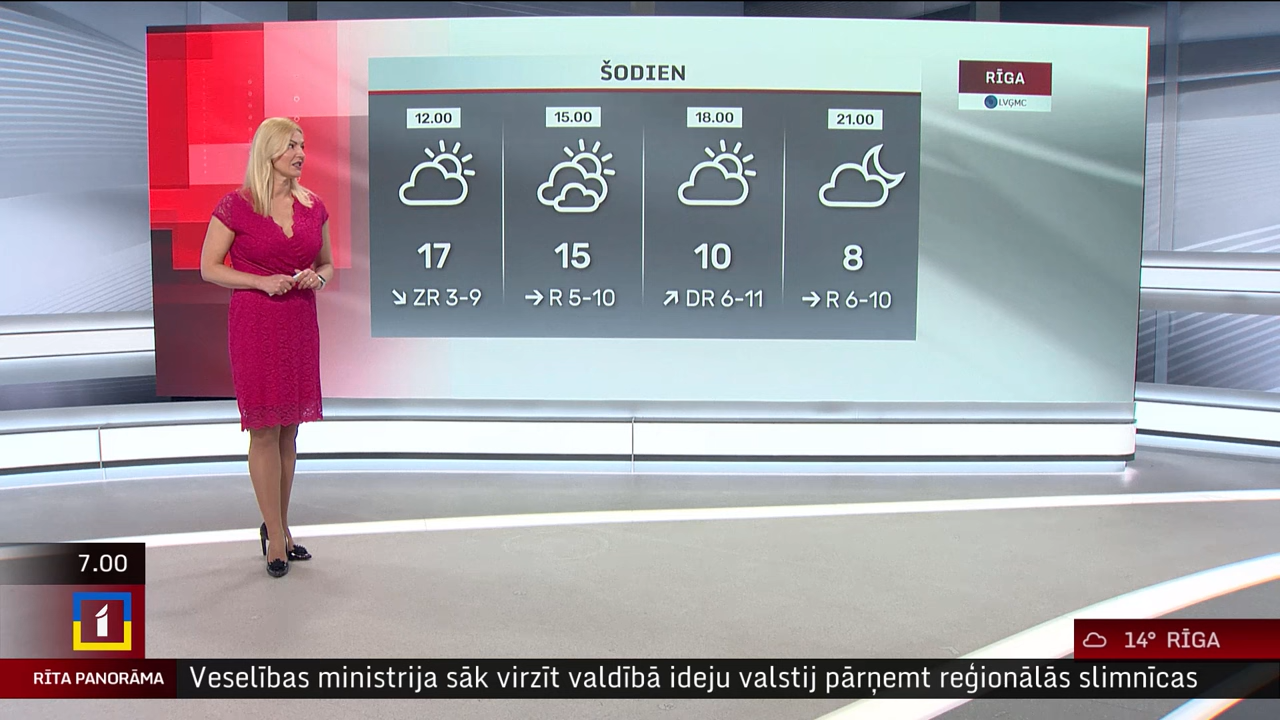 ŠODIEN
RĪGA
LVĢMC
12.00
15.00
18.00
21.00
17
15
10
8
ZR 3-9
R 5-10
DR 6-11
R 6-10
7.00
1
14° RĪGA
RĪTA PANORĀMA
Veselības ministrija sāk virzīt valdībā ideju valstij pārņemt reģionālās slimnīcas